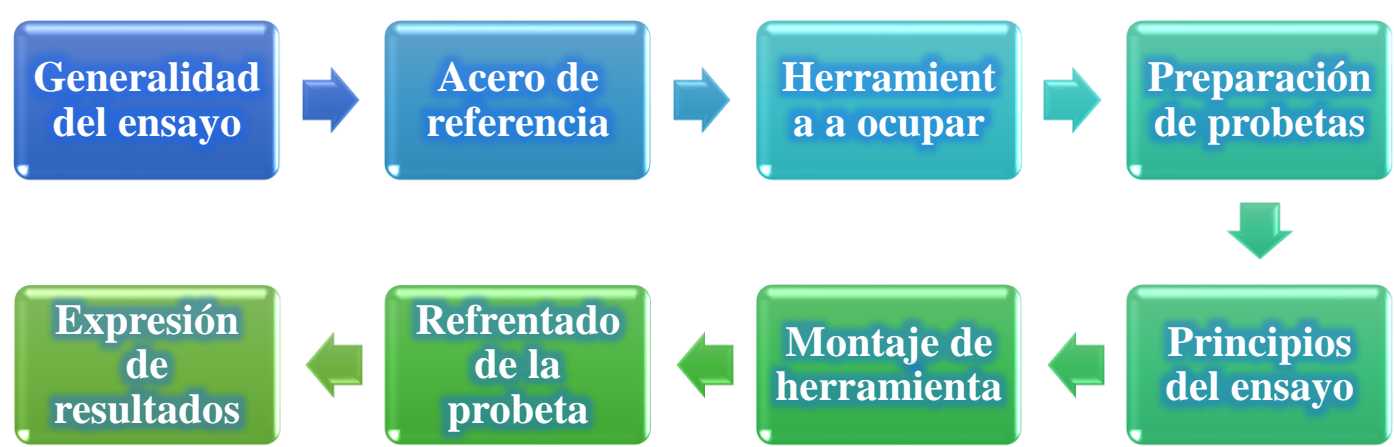 Generalidad
del ensayo
Acero de
referencia
Herramient
a a ocupar
Preparación
de probetas
Principios
del ensayo
Montaje de
herramienta
Refrentado
de la
probeta
Expresión
de
resultados